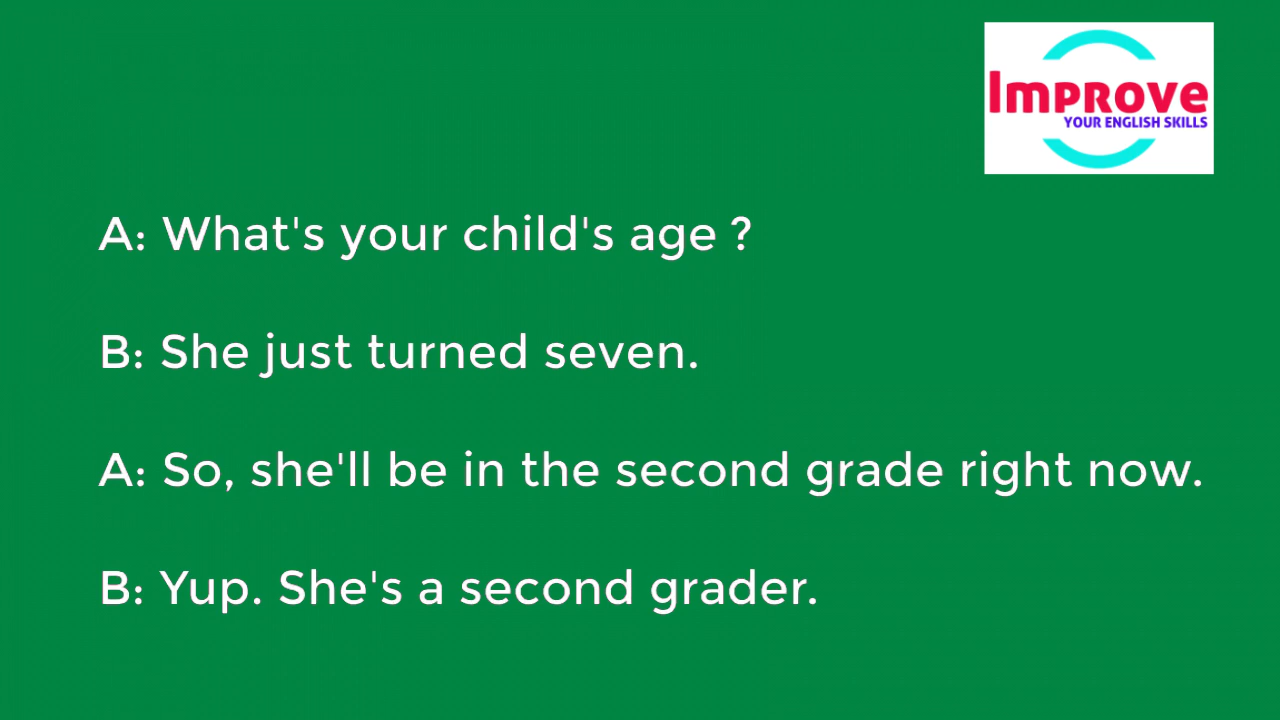 Improve
YOUR ENGLISH SKILLS
A: What's your child's age ?
B: She just turned seven.
A: So, she'll be in the second grade right now.
B: Yup. She's a second grader.